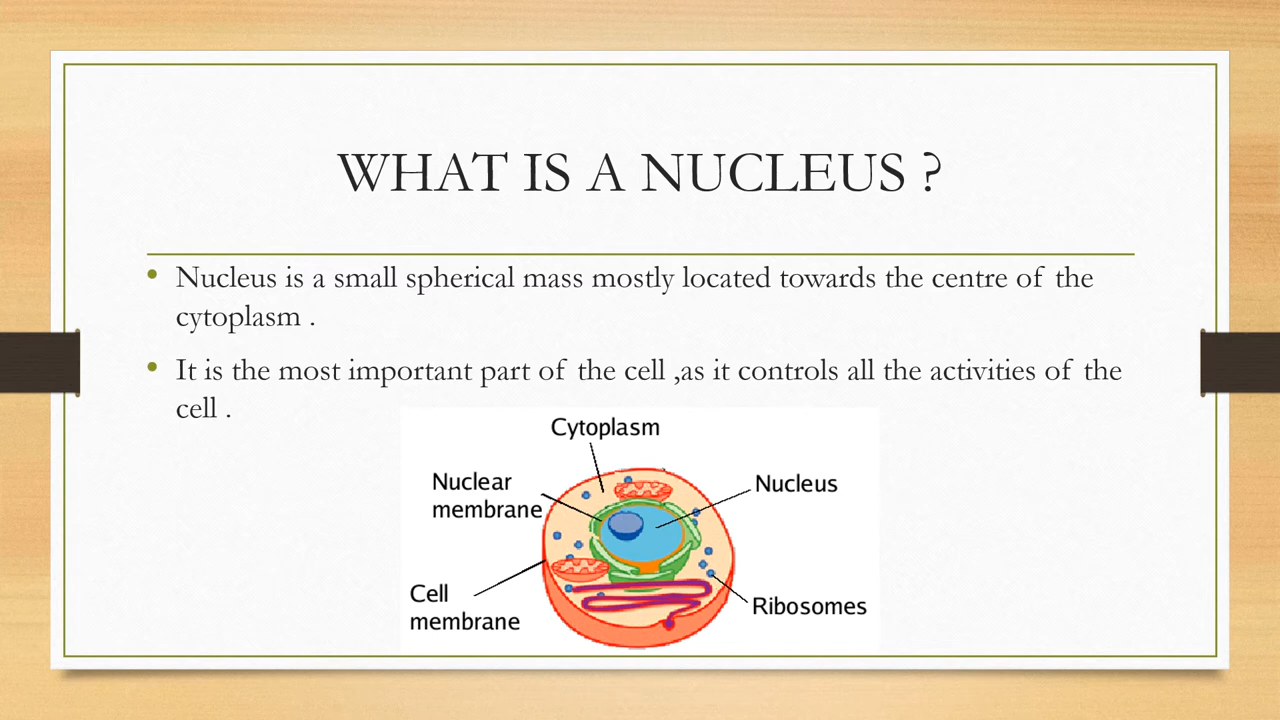 WHAT IS A NUCLEUS ?
• Nucleus is a small spherical mass mostly located towards the centre of the
cytoplasm .
• It is the most important part of the cell ,as it controls all the activities of the
cell .
Cytoplasm
Nuclear
membrane
Nucleus
Cell
membrane
Ribosomes